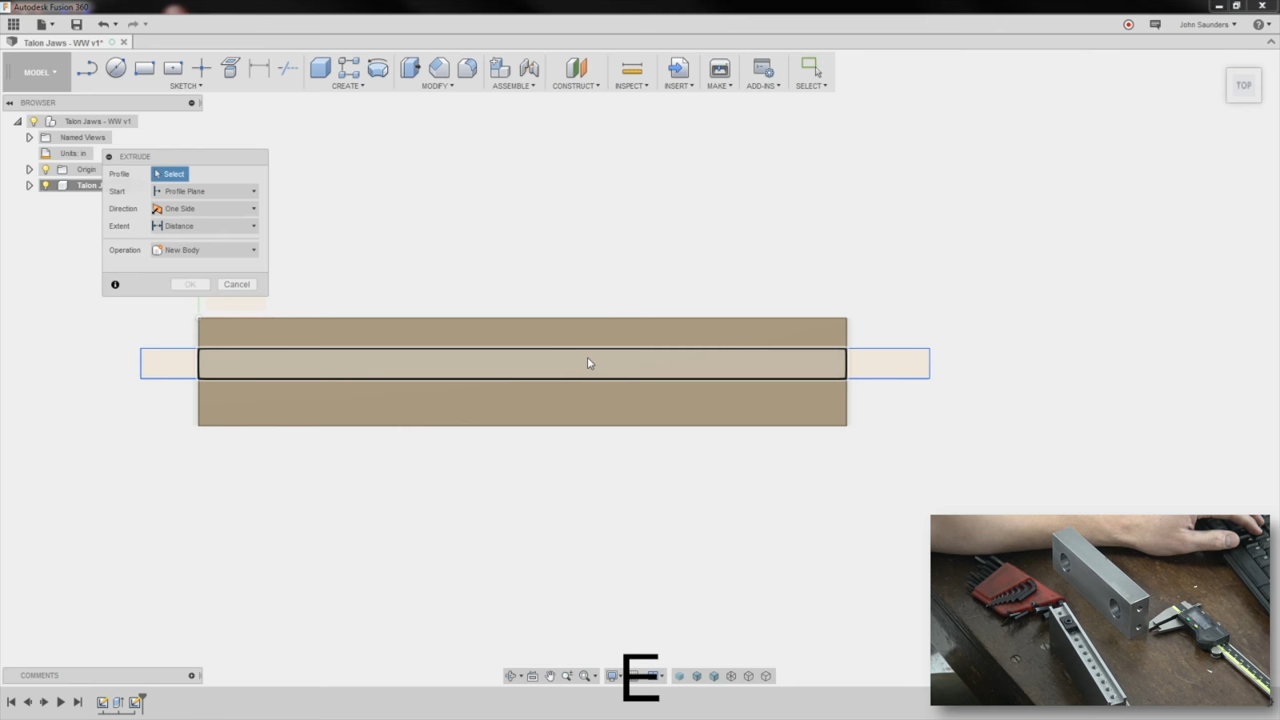 Autodesk Fusion 360
John Saunders
Talon Jaws - WW v1*
MODEL
SKETCH
CREATE
MODIFY
ASSEMBLE
CONSTRUCT
INSPECT
INSERT
MAKE
ADD-INS
SELECT
TOP
BROWSER
Talon Jaws - WW v1
Named Views
Units: in
Origin
Talon J
EXTRUDE
Profile Select
Start Profile Plane
Direction One Side
Extent Distance
Operation New Body
OK Cancel
E
COMMENTS